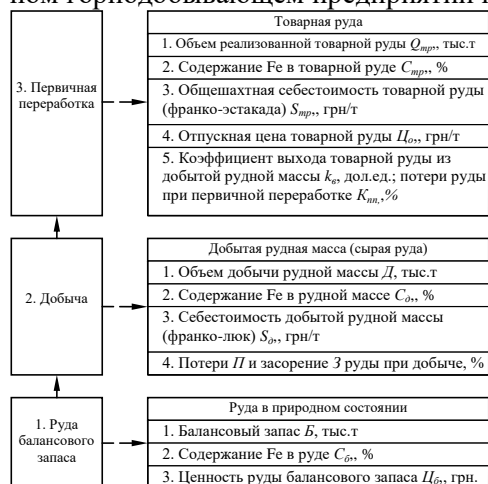 ном горнодобывающем предприятии
Товарная руда
1. Объем реализованной товарной руды Qтр,, тыс.т
3. Первичная
переработка
2. Содержание Fe в товарной руде Cтр,, %
3. Общешахтная себестоимость товарной руды
(франко-эстакада) Sтр,, грн/т
4. Отпускная цена товарной руды Цо,, грн/т
5. Коэффициент выхода товарной руды из
добытой рудной массы kв, дол.ед.; потери руды
при первичной переработке Кпп,,%
Добытая рудная масса (сырая руда)
2. Добыча
1. Объем добычи рудной массы Д, тыс.т
2. Содержание Fe в рудной массе Cд,, %
3. Себестоимость добытой рудной массы
(франко-люк) Sд,, грн/т
4. Потери П и засорение З руды при добыче, %
1. Руда
балансового
запаса
Руда в природном состоянии
1. Балансовый запас Б, тыс.т
2. Содержание Fe в руде Сб,, %
3. Ценность руды балансового запаса Цб,, грн.